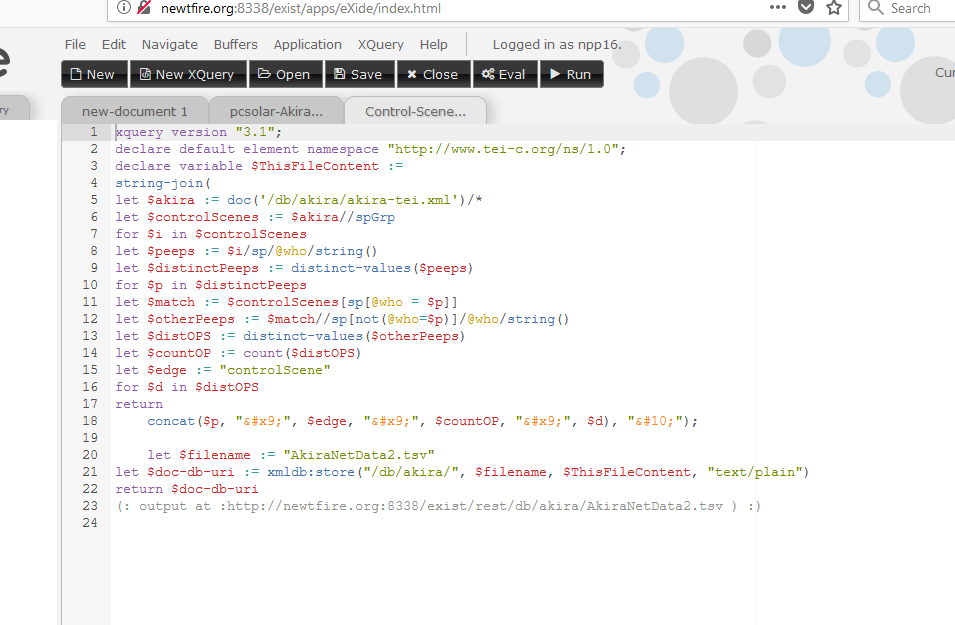 newtfire.org:8338/exist/apps/eXide/index.html
Search
File Edit Navigate Buffers Application XQuery Help Logged in as npp16.
New New XQuery Open Save Close Eval Run
Cur
ry
new-document 1 pcsolar-Akira... Control-Scene...
1 xquery version "3.1";
2 declare default element namespace "http://www.tei-c.org/ns/1.0";
3 declare variable $ThisFileContent :=
4 string-join(
5 let $akira := doc('/db/akira/akira-tei.xml')/*
6 let $controlScenes := $akira//spGrp
7 for $i in $controlScenes
8 let $peeps := $i/sp/@who/string()
9 let $distinctPeeps := distinct-values($peeps)
10 for $p in $distinctPeeps
11 let $match := $controlScenes[sp[@who = $p]]
12 let $otherPeeps := $match//sp[not(@who=$p)]/@who/string()
13 let $distOPS := distinct-values($otherPeeps)
14 let $countOP := count($distOPS)
15 let $edge := "controlScene"
16 for $d in $distOPS
17 return
18 concat($p, "&#x9;", $edge, "&#x9;", $countOP, "&#x9;", $d), "&#10;");
19
20 let $filename := "AkiraNetData2.tsv"
21 let $doc-db-uri := xmldb:store("/db/akira/", $filename, $ThisFileContent, "text/plain")
22 return $doc-db-uri
23 (: output at :http://newtfire.org:8338/exist/rest/db/akira/AkiraNetData2.tsv ) :)
24